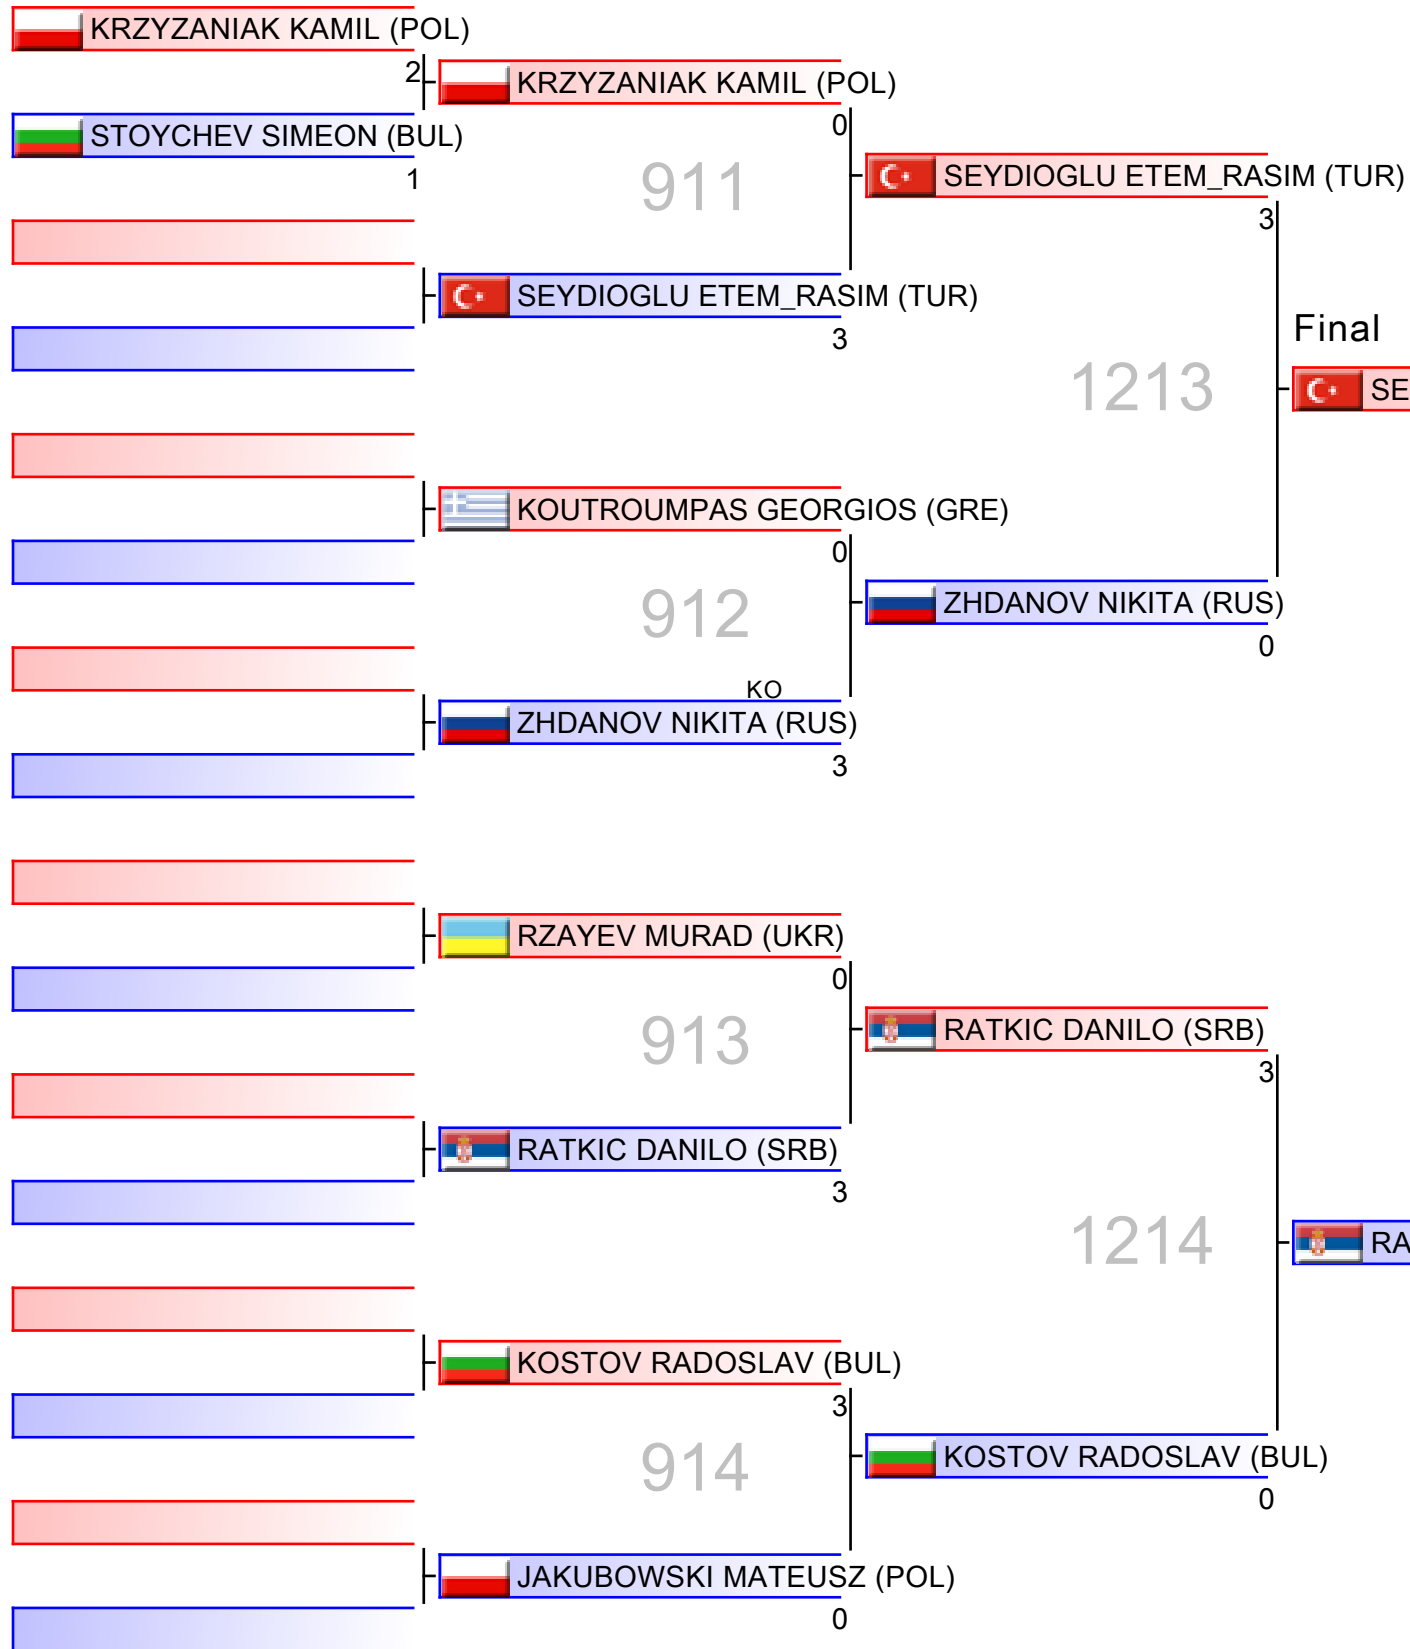 KRZYZANIAK KAMIL (POL)
2
KRZYZANIAK KAMIL (POL)
0
STOYCHEV SIMEON (BUL)
1
911
SEYDIOGLU ETEM_RASIM (TUR)
3
SEYDIOGLU ETEM_RASIM (TUR)
3
Final
1213
SE
KOUTROUMPAS GEORGIOS (GRE)
0
912
ZHDANOV NIKITA (RUS)
0
KO
ZHDANOV NIKITA (RUS)
3
RZAYEV MURAD (UKR)
0
913
RATKIC DANILO (SRB)
3
RATKIC DANILO (SRB)
3
1214
RA
KOSTOV RADOSLAV (BUL)
3
914
KOSTOV RADOSLAV (BUL)
0
JAKUBOWSKI MATEUSZ (POL)
0